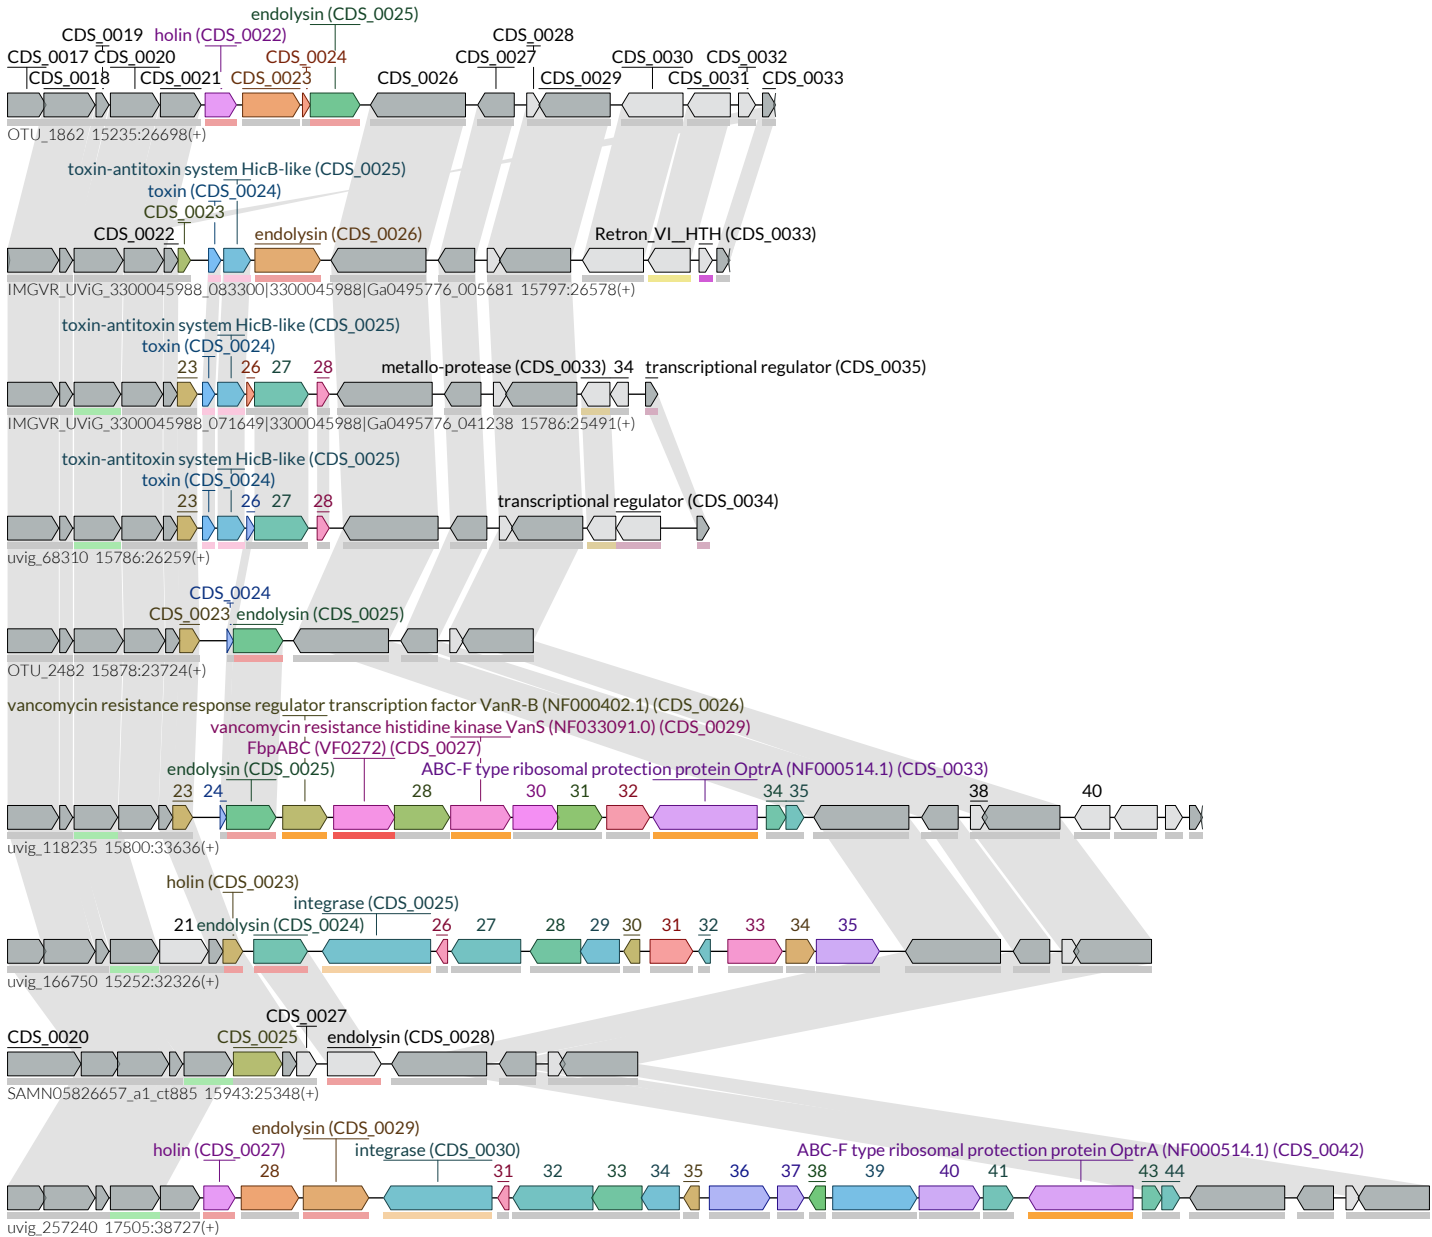 endolysin (CDS_0025)
CDS_0019 holin (CDS_0022) CDS_0028
CDS_0017 CDS_0020 CDS_0024 CDS_0027 CDS_0030 CDS_0032
CDS_0018 CDS_0021 CDS_0023 CDS_0026 CDS_0029 CDS_0031 CDS_0033
OTU_1862 15235:26698(+)
toxin-antitoxin system HicB-like (CDS_0025)
toxin (CDS_0024)
CDS_0023
CDS_0022 endolysin (CDS_0026) Retron_VI__HTH (CDS_0033)
IMGVR_UViG_3300045988_083300|3300045988|Ga0495776_005681 15797:26578(+)
toxin-antitoxin system HicB-like (CDS_0025)
toxin (CDS_0024)
23 26 27 28 metallo-protease (CDS_0033) 34 transcriptional regulator (CDS_0035)
IMGVR_UViG_3300045988_071649|3300045988|Ga0495776_041238 15786:25491(+)
toxin-antitoxin system HicB-like (CDS_0025)
toxin (CDS_0024)
23 26 27 28 transcriptional regulator (CDS_0034)
uvig_68310 15786:26259(+)
CDS_0024
CDS_0023 endolysin (CDS_0025)
OTU_2482 15878:23724(+)
vancomycin resistance response regulator transcription factor VanR-B (NF000402.1) (CDS_0026)
vancomycin resistance histidine kinase VanS (NF033091.0) (CDS_0029)
FbpABC (VF0272) (CDS_0027)
endolysin (CDS_0025) ABC-F type ribosomal protection protein OptrA (NF000514.1) (CDS_0033)
23 24 28 30 31 32 34 35 38 40
uvig_118235 15800:33636(+)
holin (CDS_0023)
integrase (CDS_0025)
21 endolysin (CDS_0024) 26 27 28 29 30 31 32 33 34 35
uvig_166750 15252:32326(+)
CDS_0027
CDS_0020 CDS_0025 endolysin (CDS_0028)
SAMN05826657_a1_ct885 15943:25348(+)
endolysin (CDS_0029)
holin (CDS_0027) integrase (CDS_0030) ABC-F type ribosomal protection protein OptrA (NF000514.1) (CDS_0042)
28 31 32 33 34 35 36 37 38 39 40 41 43 44
uvig_257240 17505:38727(+)